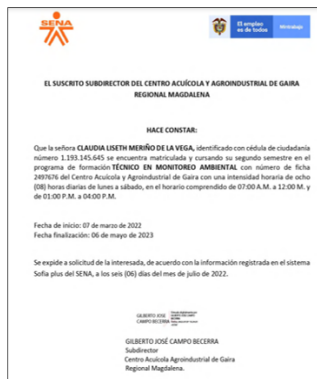 SENA
El empleo
es de todos
Mintrabajo
EL SUSCRITO SUBDIRECTOR DEL CENTRO ACUÍCOLA Y AGROINDUSTRIAL DE GAIRA
REGIONAL MAGDALENA
HACE CONSTAR:
Que la señora CLAUDIA LISETH MERIÑO DE LA VEGA, identificado con cédula de ciudadanía
número 1.193.145.645 se encuentra matriculada y cursando su segundo semestre en el
programa de formación TÉCNICO EN MONITOREO AMBIENTAL con número de ficha
2497676 del Centro Acuícola y Agroindustrial de Gaira con una intensidad horaria de ocho
(08) horas diarias de lunes a sábado, en el horario comprendido de 07:00 A.M. a 12:00 M. y
de 01:00 P.M. a 04:00 P.M.
Fecha de inicio: 07 de marzo de 2022
Fecha finalización: 06 de mayo de 2023
Se expide a solicitud de la interesada, de acuerdo con la información registrada en el sistema
Sofia plus del SENA, a los seis (06) días del mes de julio de 2022.
GILBERTO JOSE
CAMPO BECERRA
GILBERTO JOSÉ CAMPO BECERRA
Subdirector
Centro Acuícola Agroindustrial de Gaira
Regional Magdalena.